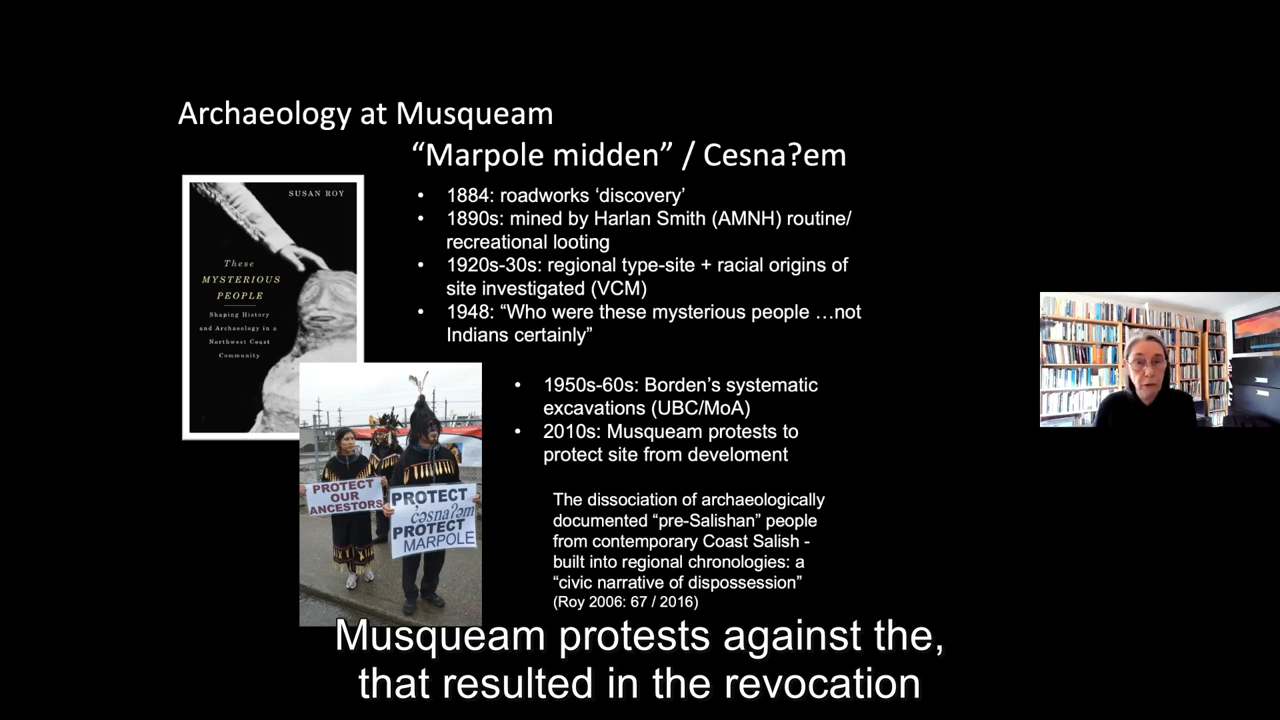 Archaeology at Musqueam
“Marpole midden” / Cesna?em
SUSAN ROY
These
MYSTERIOUS
PEOPLE
Shaping History
and Archaeology in a
Northwest Coast
Community
• 1884: roadworks ‘discovery’
• 1890s: mined by Harlan Smith (AMNH) routine/
recreational looting
• 1920s-30s: regional type-site + racial origins of
site investigated (VCM)
• 1948: “Who were these mysterious people …not
Indians certainly”
• 1950s-60s: Borden’s systematic
excavations (UBC/MoA)
• 2010s: Musqueam protests to
protect site from develoment
PROTECT
OUR
ANCESTORS
PROTECT
c̓əsnaʔəm
PROTECT
MARPOLE
The dissociation of archaeologically
documented “pre-Salishan” people
from contemporary Coast Salish -
built into regional chronologies: a
“civic narrative of dispossession”
(Roy 2006: 67 / 2016)
Musqueam protests against the,
that resulted in the revocation